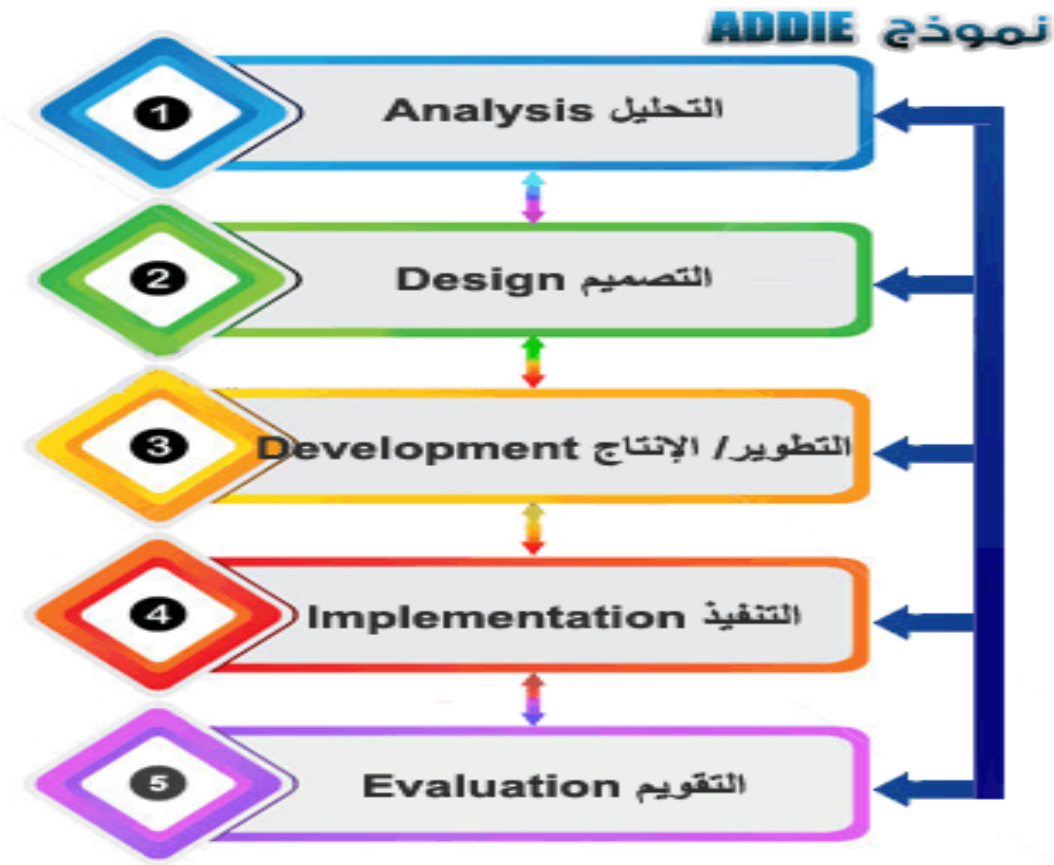 نموذج ADDIE
1
التحليل Analysis
2
التصميم Design
3
التطوير/ الإنتاج Development
4
التنفيذ Implementation
5
التقويم Evaluation